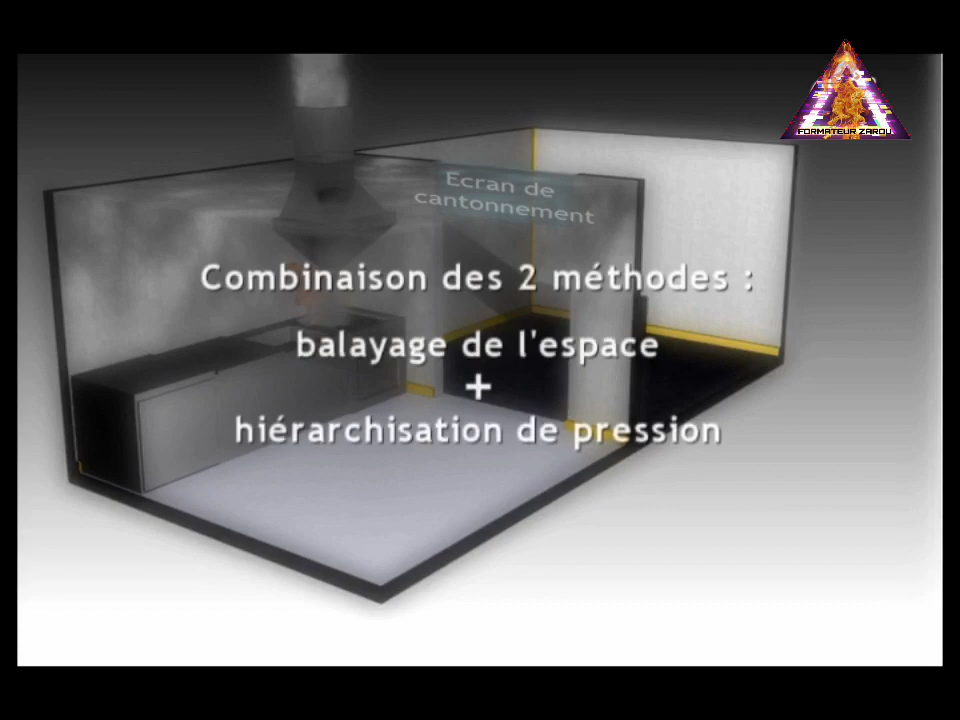 FORMATEUR ZAROU
Ecran de
cantonnement
Combinaison des 2 méthodes :
balayage de l'espace
+
hiérarchisation de pression